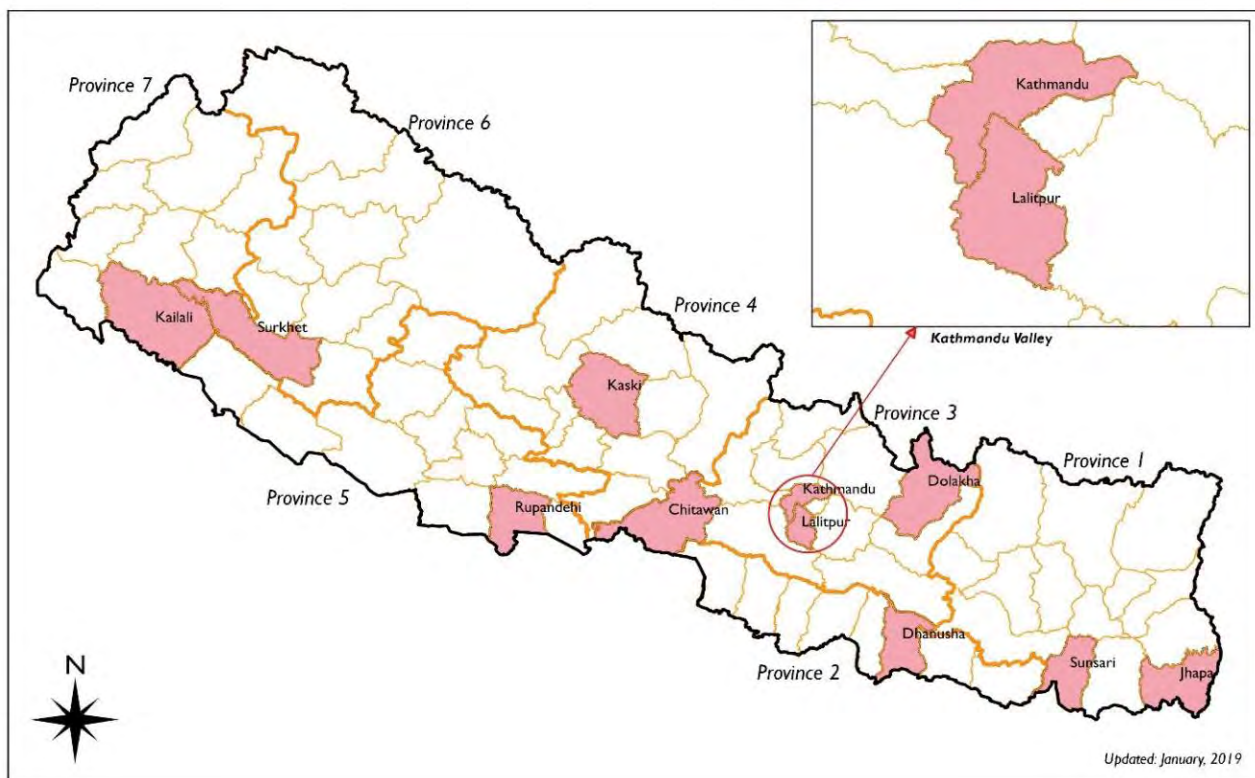 Province 7
Province 6
Kathmandu
Lalitpur
Kathmandu Valley
Province 4
Kailali
Surkhet
Kaski
Province 3
Province 1
Province 5
Rupandehi
Chitawan
Kathmandu
Lalitpur
Dolakha
Province 2
Dhanusha
Sunsari
Jhapa
N
Updated: January, 2019